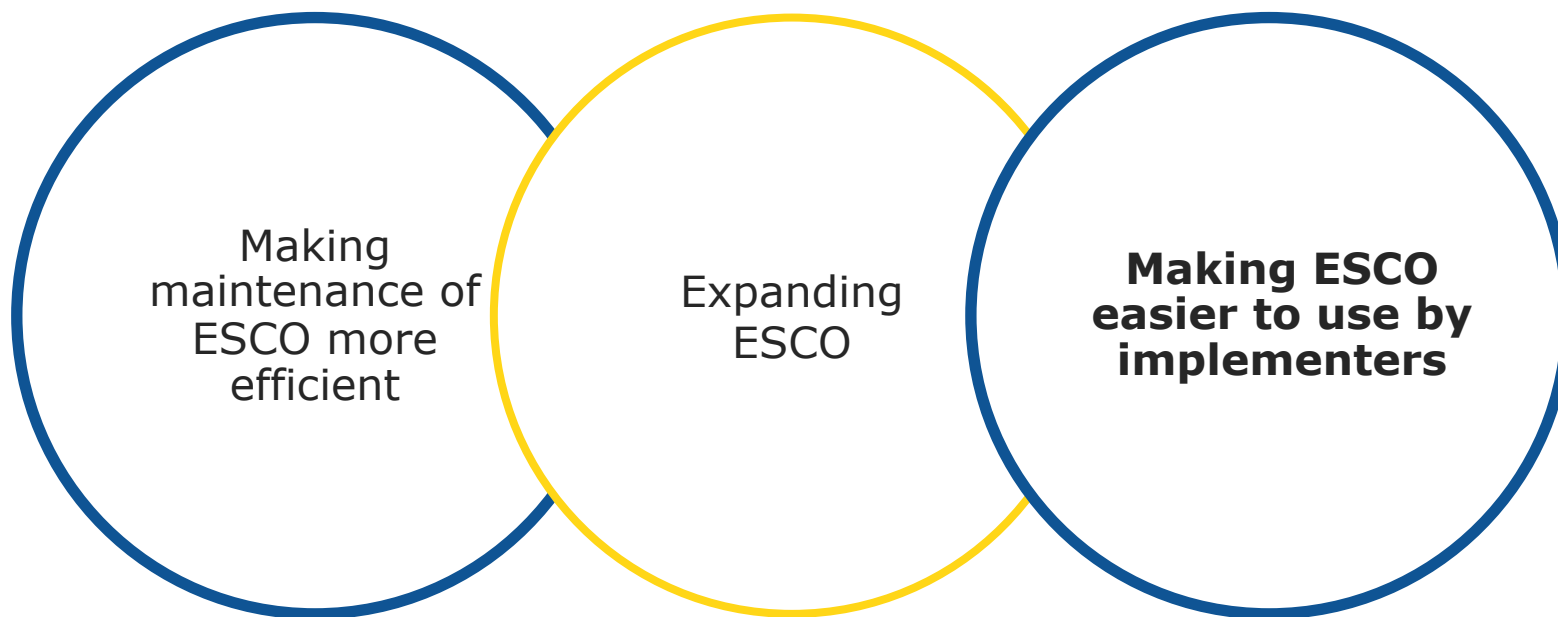 Making
maintenance of
ESCO more
efficient
Expanding
ESCO
Making ESCO
easier to use by
implementers